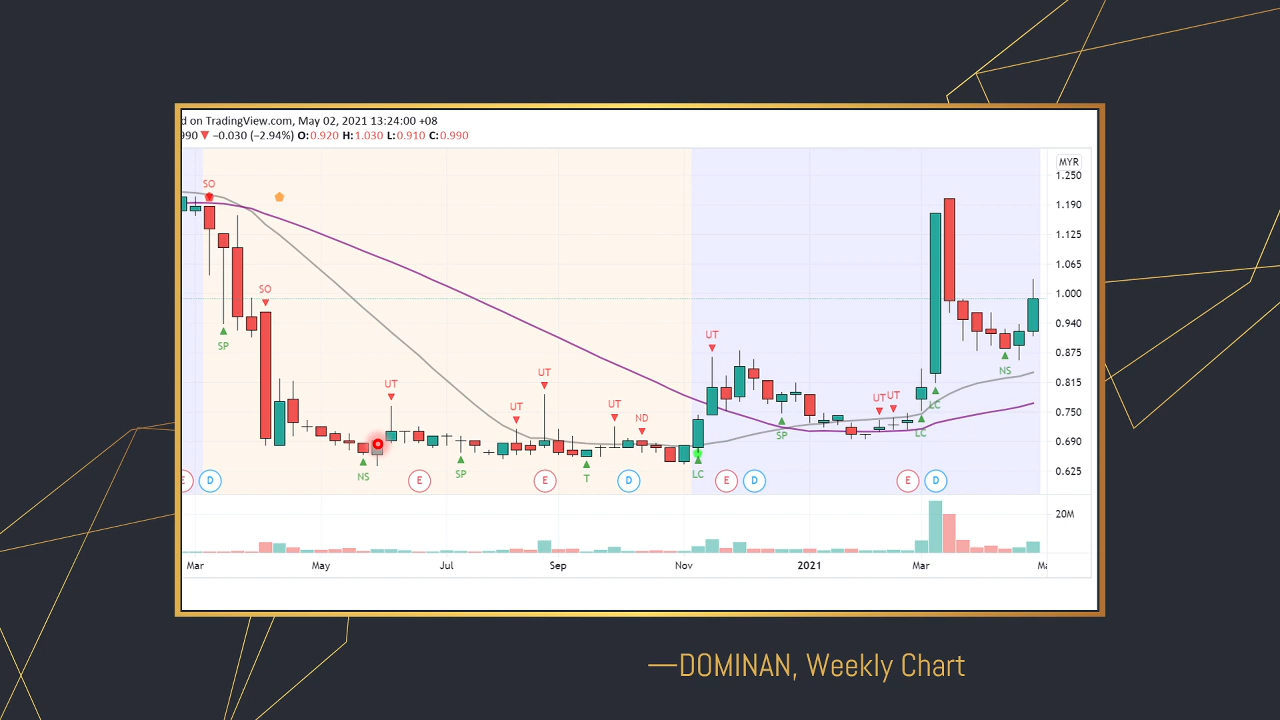 d on TradingView.com, May 02, 2021 13:24:00 +08
990 ▼ −0.030 (−2.94%) O:0.920 H:1.030 L:0.910 C:0.990
MYR
1.250
1.190
1.125
1.065
1.000
0.940
0.875
0.815
0.750
0.690
0.625
20M
SO
SP
SO
NS
UT
SP
UT
UT
T
UT
ND
LC
UT
SP
UT
UT
LC
LC
NS
E
D
E
E
D
E
D
E
D
Mar
May
Jul
Sep
Nov
2021
Mar
Ma
—DOMINAN, Weekly Chart